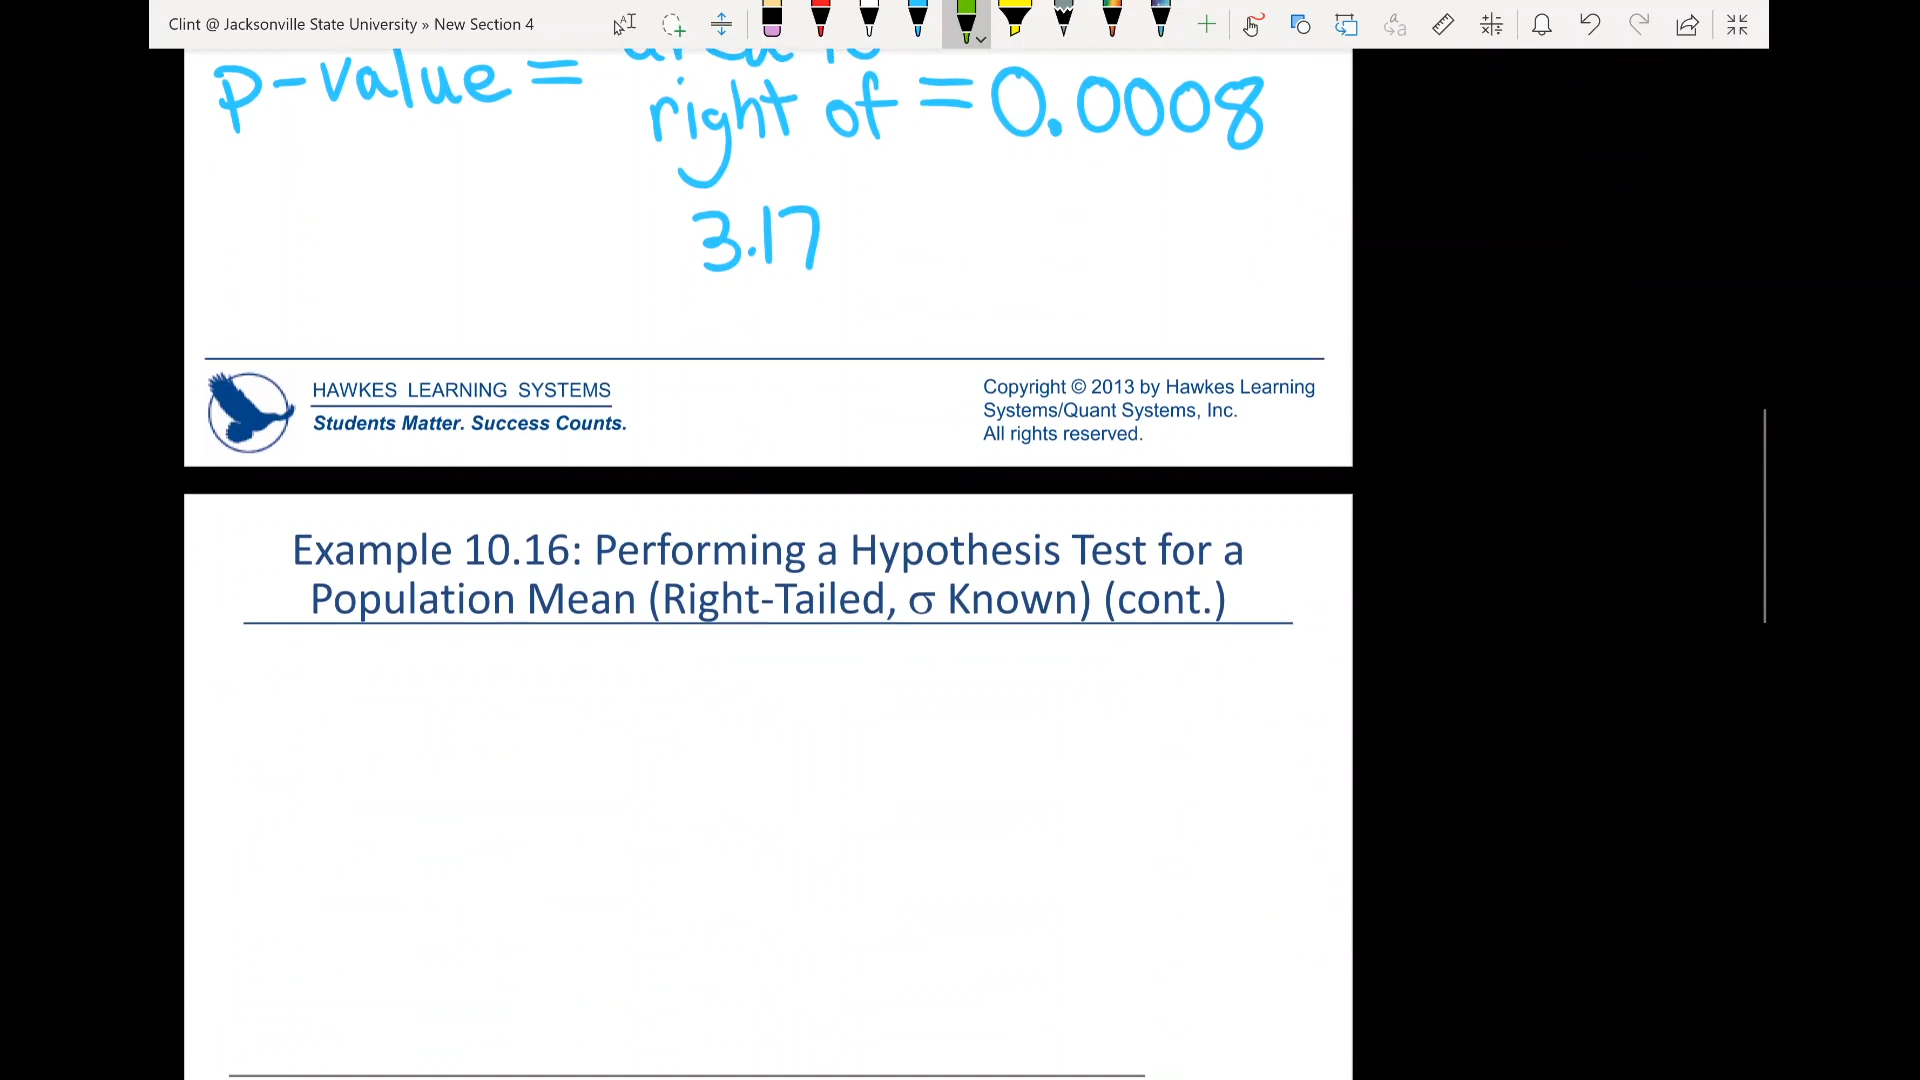 Clint @ Jacksonville State University » New Section 4
p-value = area to
right of = 0.0008
3.17
HAWKES LEARNING SYSTEMS
Students Matter. Success Counts.
Copyright © 2013 by Hawkes Learning
Systems/Quant Systems, Inc.
All rights reserved.
Example 10.16: Performing a Hypothesis Test for a
Population Mean (Right-Tailed, σ Known) (cont.)